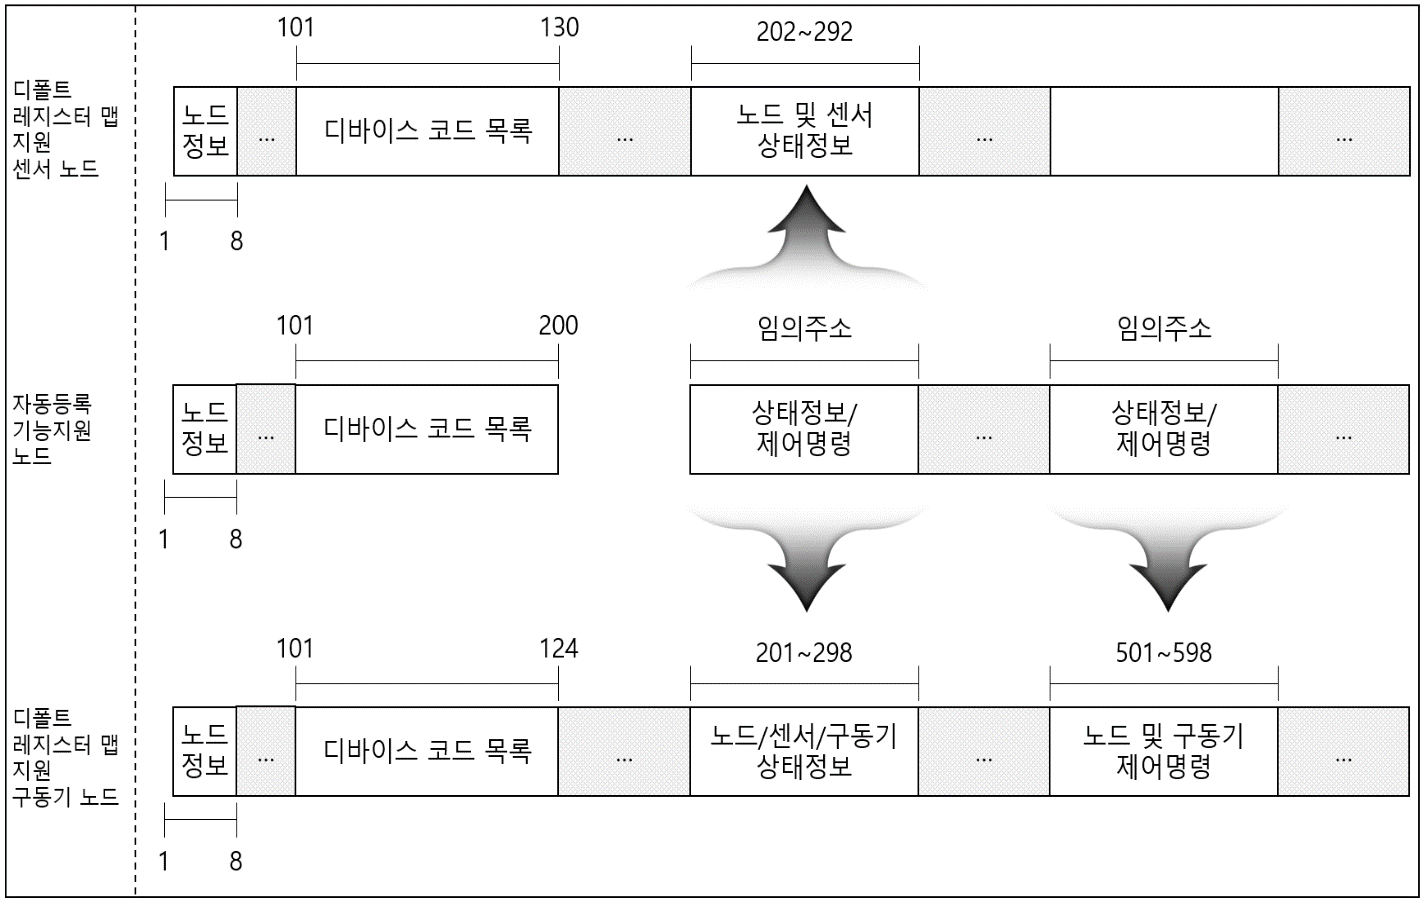 디폴트
레지스터 맵
지원
센서 노드
101
130
202~292
노드
정보
...
디바이스 코드 목록
...
노드 및 센서
상태정보
...
...
1
8
자동등록
기능지원
노드
101
200
임의주소
임의주소
노드
정보
...
디바이스 코드 목록
상태정보/
제어명령
...
상태정보/
제어명령
...
1
8
디폴트
레지스터 맵
지원
구동기 노드
101
124
201~298
501~598
노드
정보
...
디바이스 코드 목록
...
노드/센서/구동기
상태정보
...
노드 및 구동기
제어명령
...
1
8